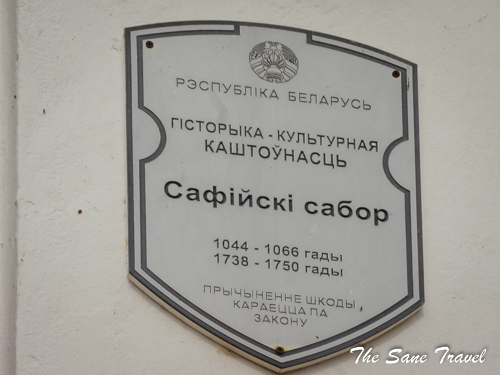 РЭСПУБЛІКА БЕЛАРУСЬ
ГІСТОРЫКА - КУЛЬТУРНАЯ
КАШТОЎНАСЦЬ
Сафійскі сабор
1044 - 1066 гады
1738 - 1750 гады
ПРЫЧЫНЕННЕ ШКОДЫ
КАРАЕЦЦА ПА
ЗАКОНУ
The Sane Travel